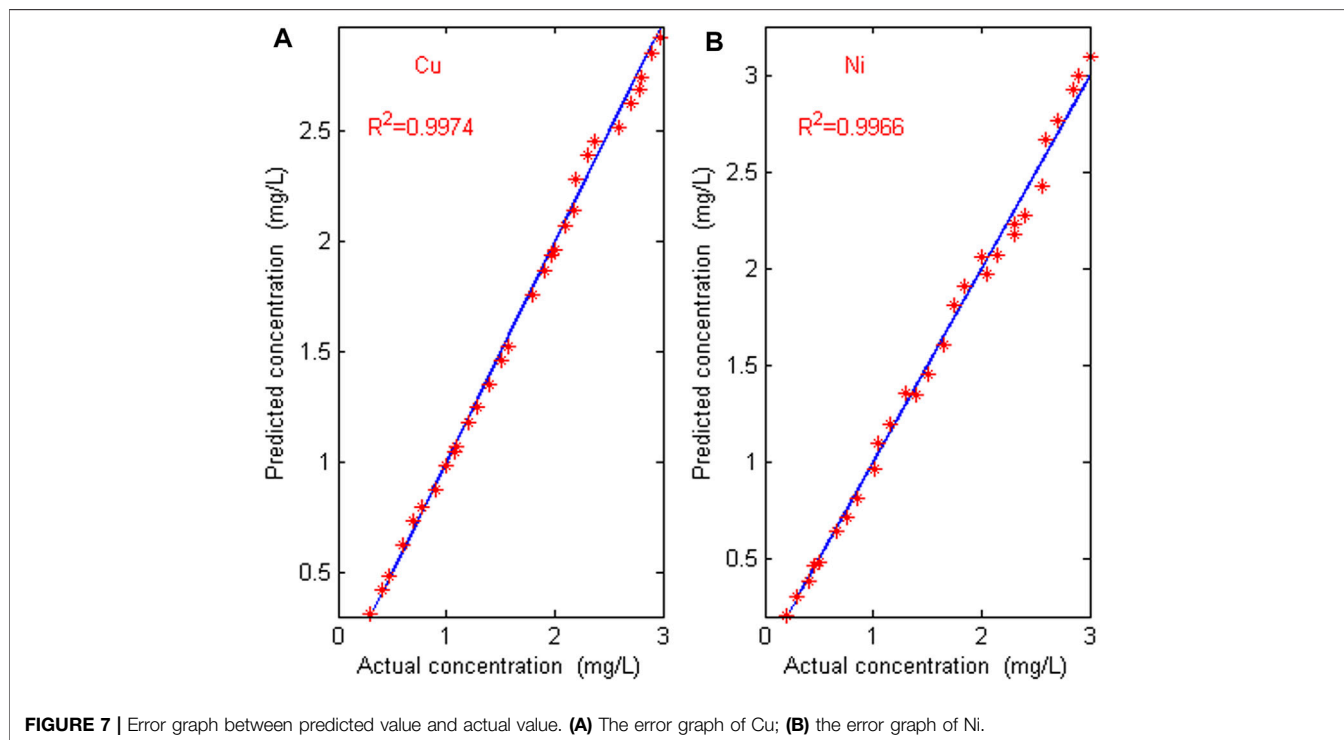 A
Cu
R²=0.9974
Predicted concentration (mg/L)
2.5
2
1.5
1
0.5
0 1 2 3
Actual concentration (mg/L)
B
Ni
R²=0.9966
Predicted concentration (mg/L)
3
2.5
2
1.5
1
0.5
0 1 2 3
Actual concentration (mg/L)
FIGURE 7 | Error graph between predicted value and actual value. (A) The error graph of Cu; (B) the error graph of Ni.